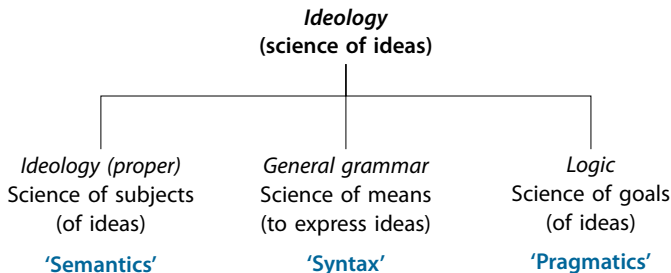 Ideology
(science of ideas)
Ideology (proper)
Science of subjects
(of ideas)
'Semantics'
General grammar
Science of means
(to express ideas)
'Syntax'
Logic
Science of goals
(of ideas)
'Pragmatics'